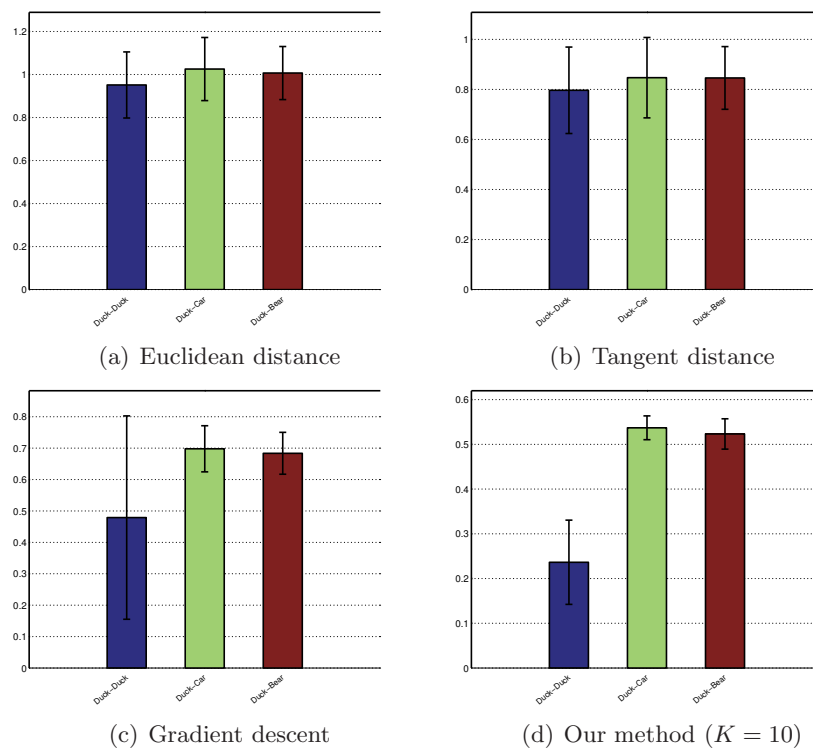 1.2
1
0.8
0.6
0.4
0.2
0
Duck-Duck
Duck-Car
Duck-Bear
(a) Euclidean distance
1
0.8
0.6
0.4
0.2
0
Duck-Duck
Duck-Car
Duck-Bear
(b) Tangent distance
0.8
0.7
0.6
0.5
0.4
0.3
0.2
0.1
0
Duck-Duck
Duck-Car
Duck-Bear
(c) Gradient descent
0.6
0.5
0.4
0.3
0.2
0.1
0
Duck-Duck
Duck-Car
Duck-Bear
(d) Our method (K = 10)